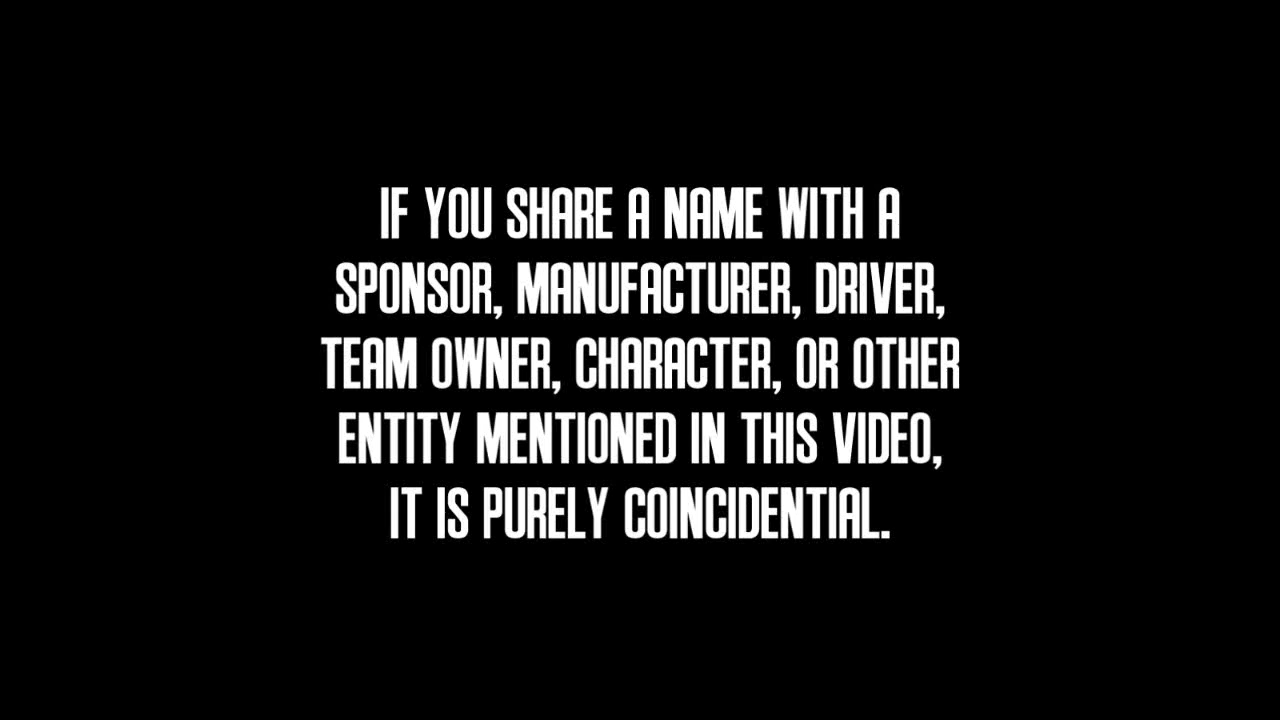 IF YOU SHARE A NAME WITH A
SPONSOR, MANUFACTURER, DRIVER,
TEAM OWNER, CHARACTER, OR OTHER
ENTITY MENTIONED IN THIS VIDEO,
IT IS PURELY COINCIDENTIAL.